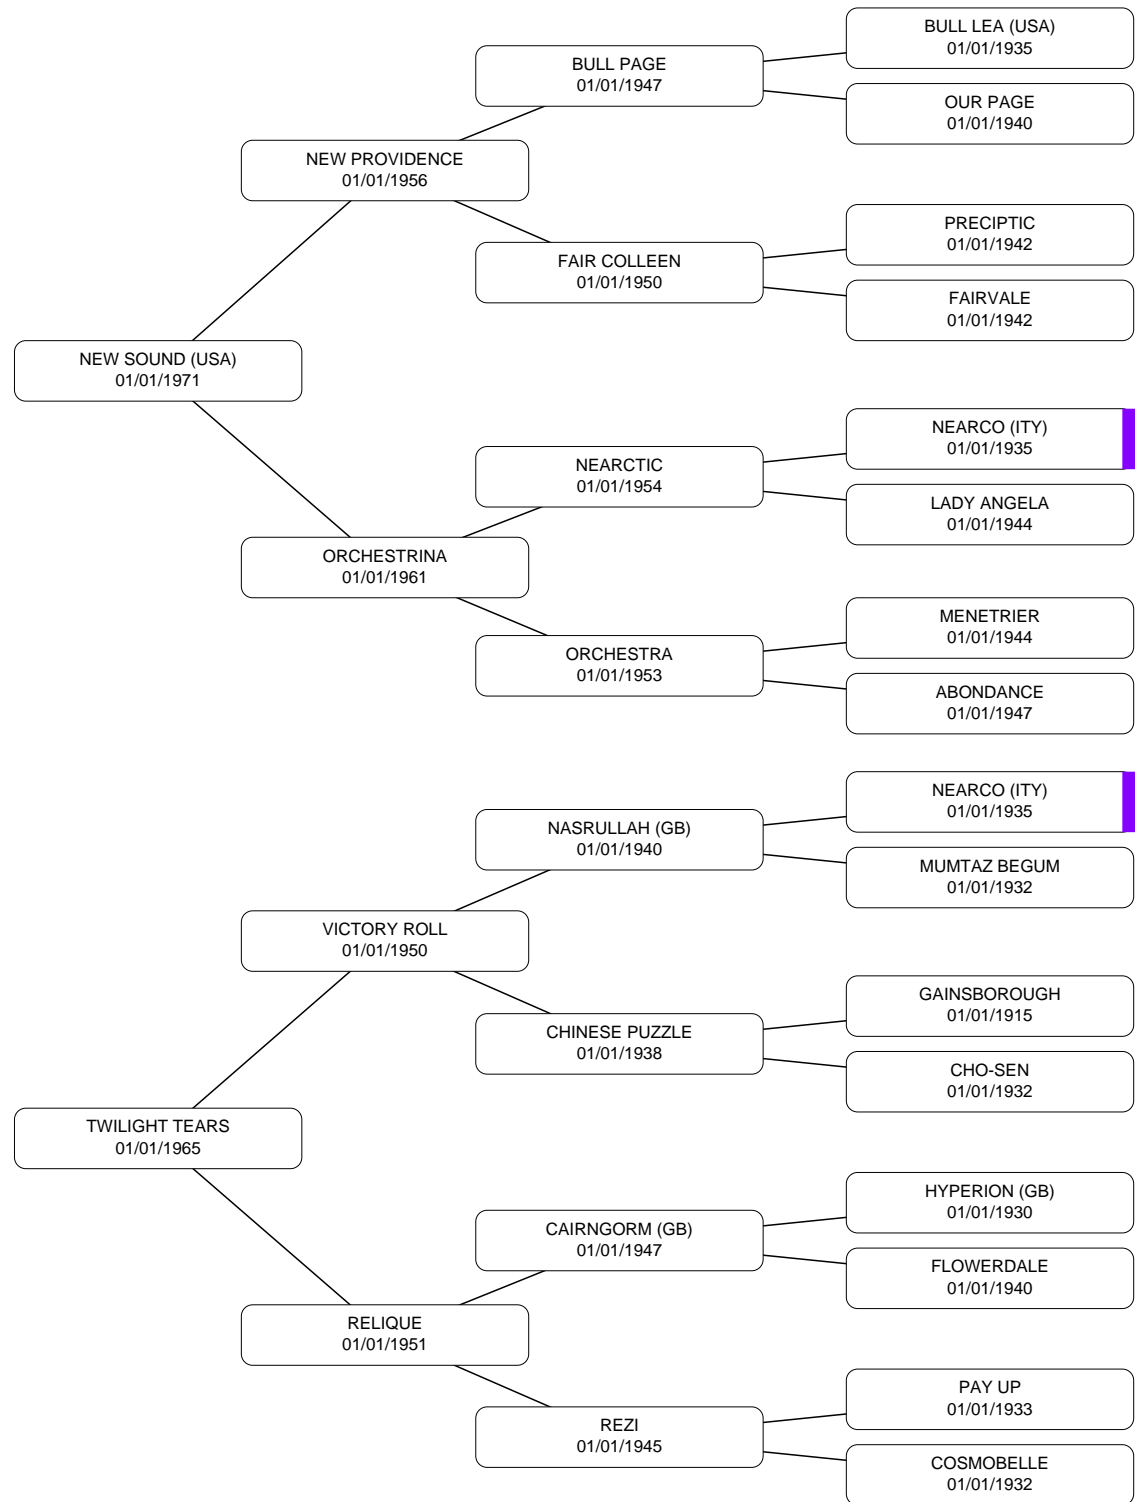 BULL LEA (USA)
01/01/1935
BULL PAGE
01/01/1947
OUR PAGE
01/01/1940
NEW PROVIDENCE
01/01/1956
PRECIPTIC
01/01/1942
FAIR COLLEEN
01/01/1950
FAIRVALE
01/01/1942
NEW SOUND (USA)
01/01/1971
NEARCO (ITY)
01/01/1935
NEARCTIC
01/01/1954
LADY ANGELA
01/01/1944
ORCHESTRINA
01/01/1961
MENETRIER
01/01/1944
ORCHESTRA
01/01/1953
ABONDANCE
01/01/1947
NEARCO (ITY)
01/01/1935
NASRULLAH (GB)
01/01/1940
MUMTAZ BEGUM
01/01/1932
VICTORY ROLL
01/01/1950
GAINSBOROUGH
01/01/1915
CHINESE PUZZLE
01/01/1938
CHO-SEN
01/01/1932
TWILIGHT TEARS
01/01/1965
HYPERION (GB)
01/01/1930
CAIRNGORM (GB)
01/01/1947
FLOWERDALE
01/01/1940
RELIQUE
01/01/1951
PAY UP
01/01/1933
REZI
01/01/1945
COSMOBELLE
01/01/1932